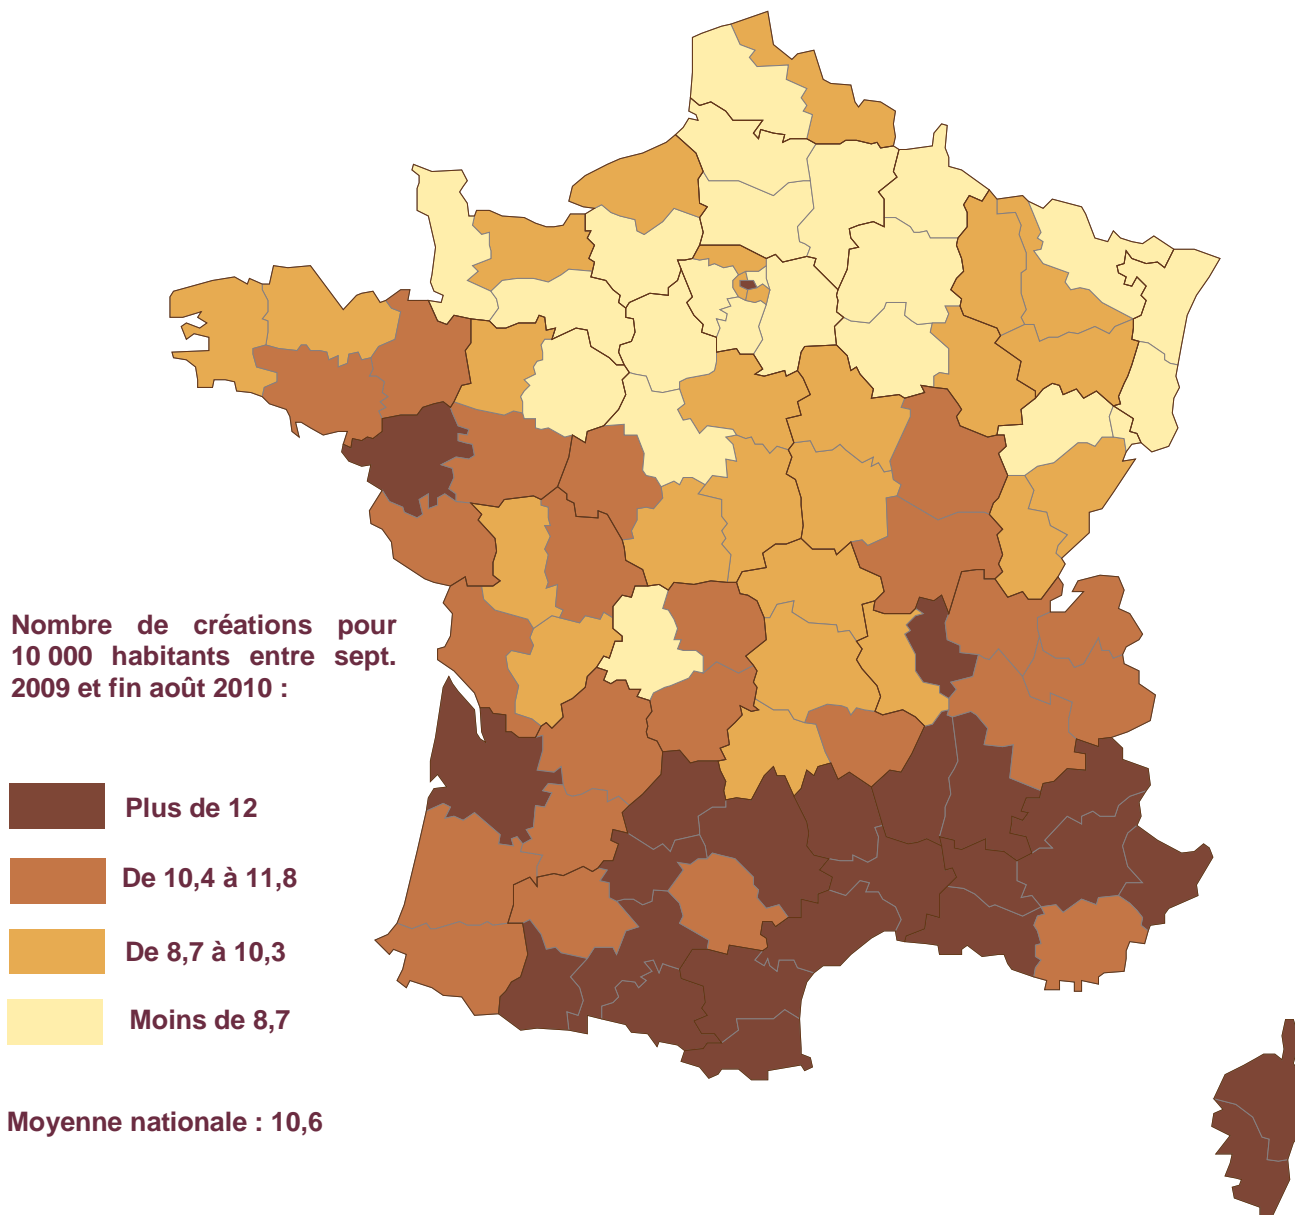 Nombre de créations pour
10 000 habitants entre sept.
2009 et fin août 2010 :
Plus de 12
De 10,4 à 11,8
De 8,7 à 10,3
Moins de 8,7
Moyenne nationale : 10,6